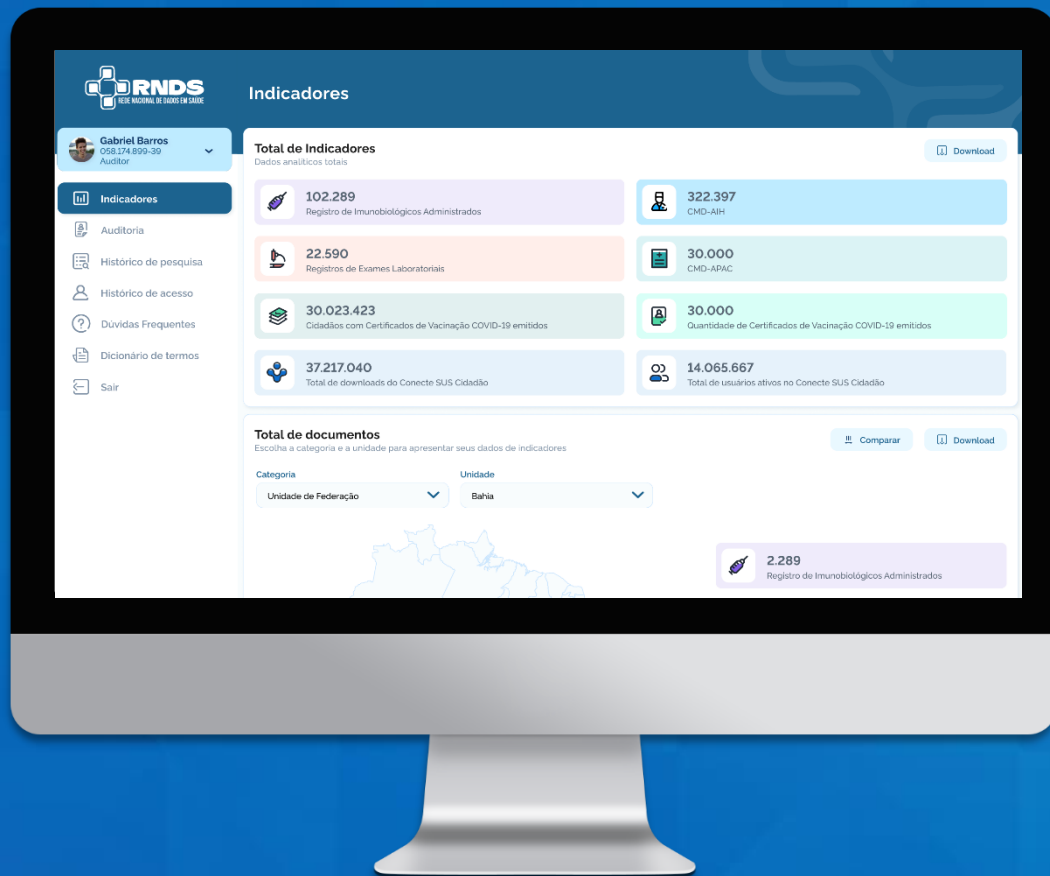 RNDS
REDE NACIONAL DE DADOS EM SAÚDE
Indicadores
Gabriel Barros
058.174.899-39
Auditor
Indicadores
Auditoria
Histórico de pesquisa
Histórico de acesso
Dúvidas Frequentes
Dicionário de termos
Sair
Total de Indicadores
Dados analíticos totais
Download
102.289
Registro de Imunobiológicos Administrados
322.397
CMD-AIH
22.590
Registros de Exames Laboratoriais
30.000
CMD-APAC
30.023.423
Cidadãos com Certificados de Vacinação COVID-19 emitidos
30.000
Quantidade de Certificados de Vacinação COVID-19 emitidos
37.217.040
Total de downloads do Conecte SUS Cidadão
14.065.667
Total de usuários ativos no Conecte SUS Cidadão
Total de documentos
Escolha a categoria e a unidade para apresentar seus dados de indicadores
Comparar
Download
Categoria
Unidade
Unidade de Federação
Bahia
2.289
Registro de Imunobiológicos Administrados